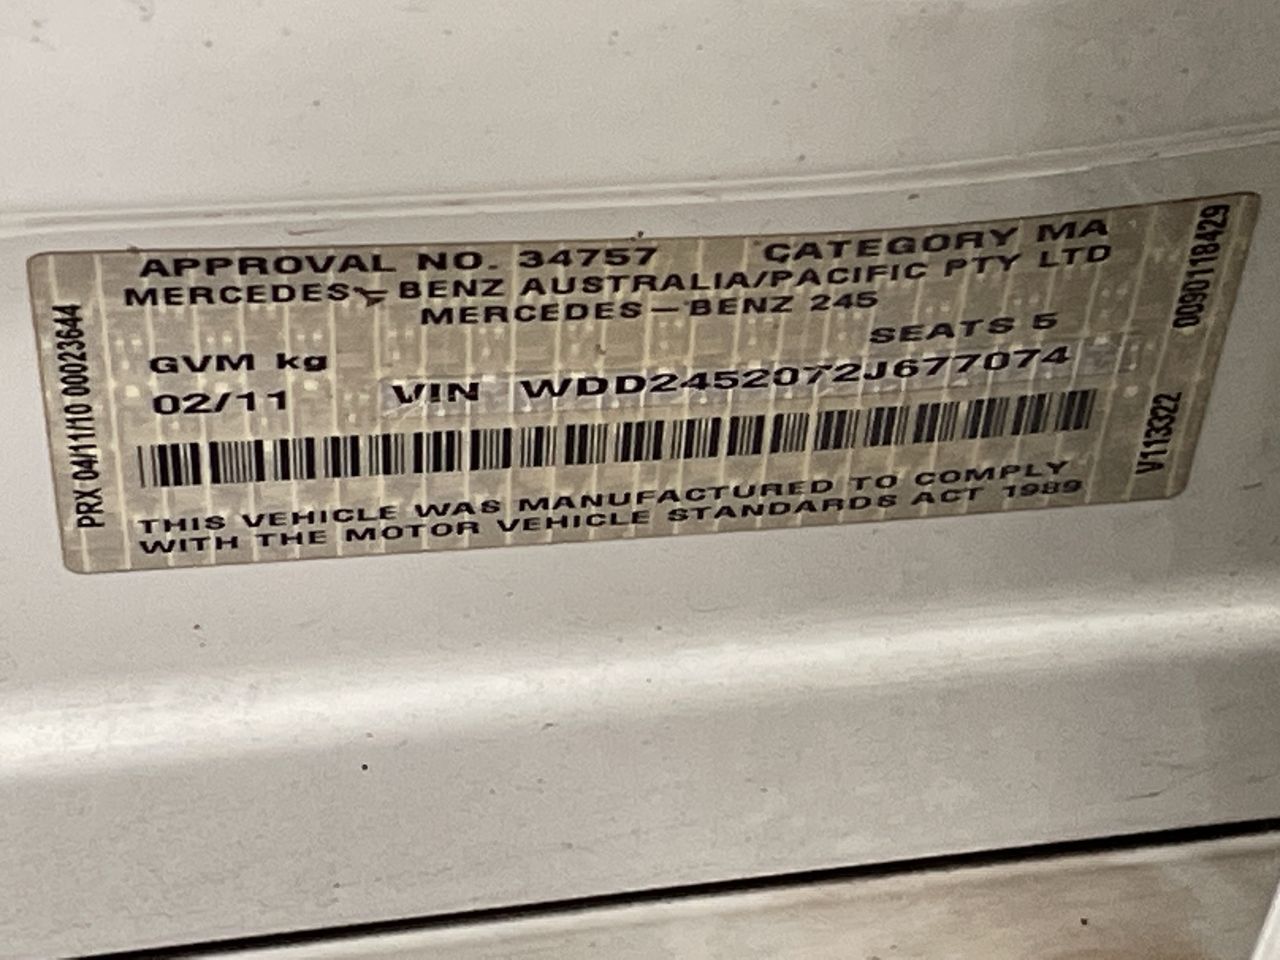 APPROVAL NO. 34757 CATEGORY MA
MERCEDES-BENZ AUSTRALIA/PACIFIC PTY LTD
MERCEDES-BENZ 245
SEATS 5
GVM kg
02/11 VIN WDD2452072J677074
THIS VEHICLE WAS MANUFACTURED TO COMPLY
WITH THE MOTOR VEHICLE STANDARDS ACT 1989
PRX 04/11/10 00023644
V113322 00901118429